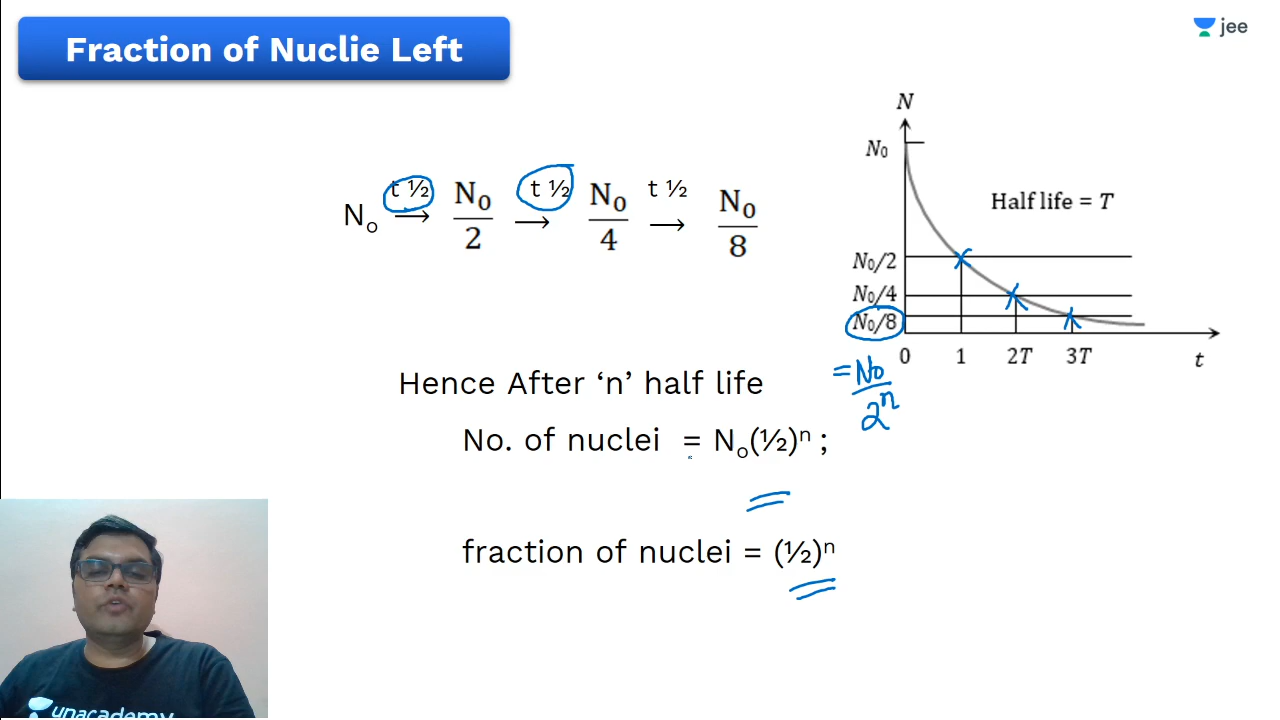 Fraction of Nuclie Left
jee
N₀ t ½ → N₀/2 t ½ → N₀/4 t ½ → N₀/8
N
N₀
Half life = T
N₀/2
N₀/4
N₀/8
0 1 2T 3T t
= N₀/2ⁿ
Hence After ‘n’ half life
No. of nuclei = N₀(½)ⁿ ;
fraction of nuclei = (½)ⁿ
unacademy